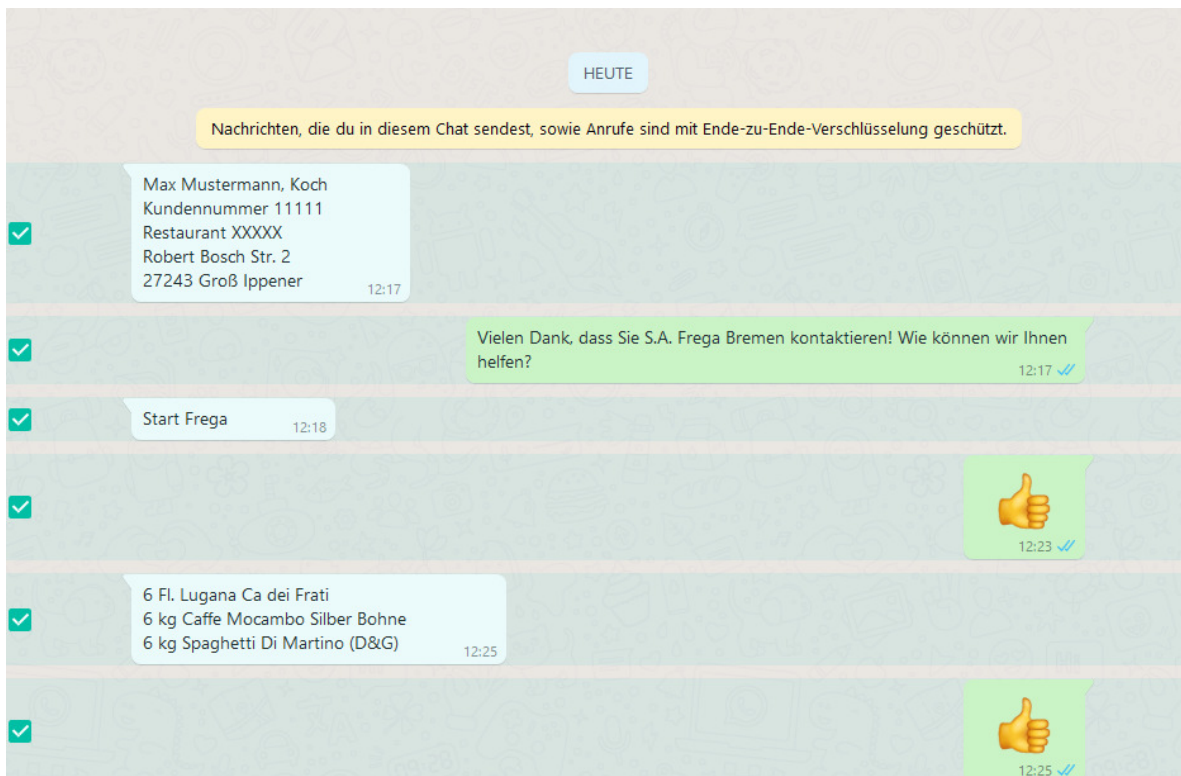 HEUTE
Nachrichten, die du in diesem Chat sendest, sowie Anrufe sind mit Ende-zu-Ende-Verschlüsselung geschützt.
Max Mustermann, Koch
Kundennummer 11111
Restaurant XXXXX
Robert Bosch Str. 2
27243 Groß Ippener
12:17
Vielen Dank, dass Sie S.A. Frega Bremen kontaktieren! Wie können wir Ihnen
helfen?
12:17
Start Frega
12:18
12:23
6 Fl. Lugana Ca dei Frati
6 kg Caffe Mocambo Silber Bohne
6 kg Spaghetti Di Martino (D&G)
12:25
12:25